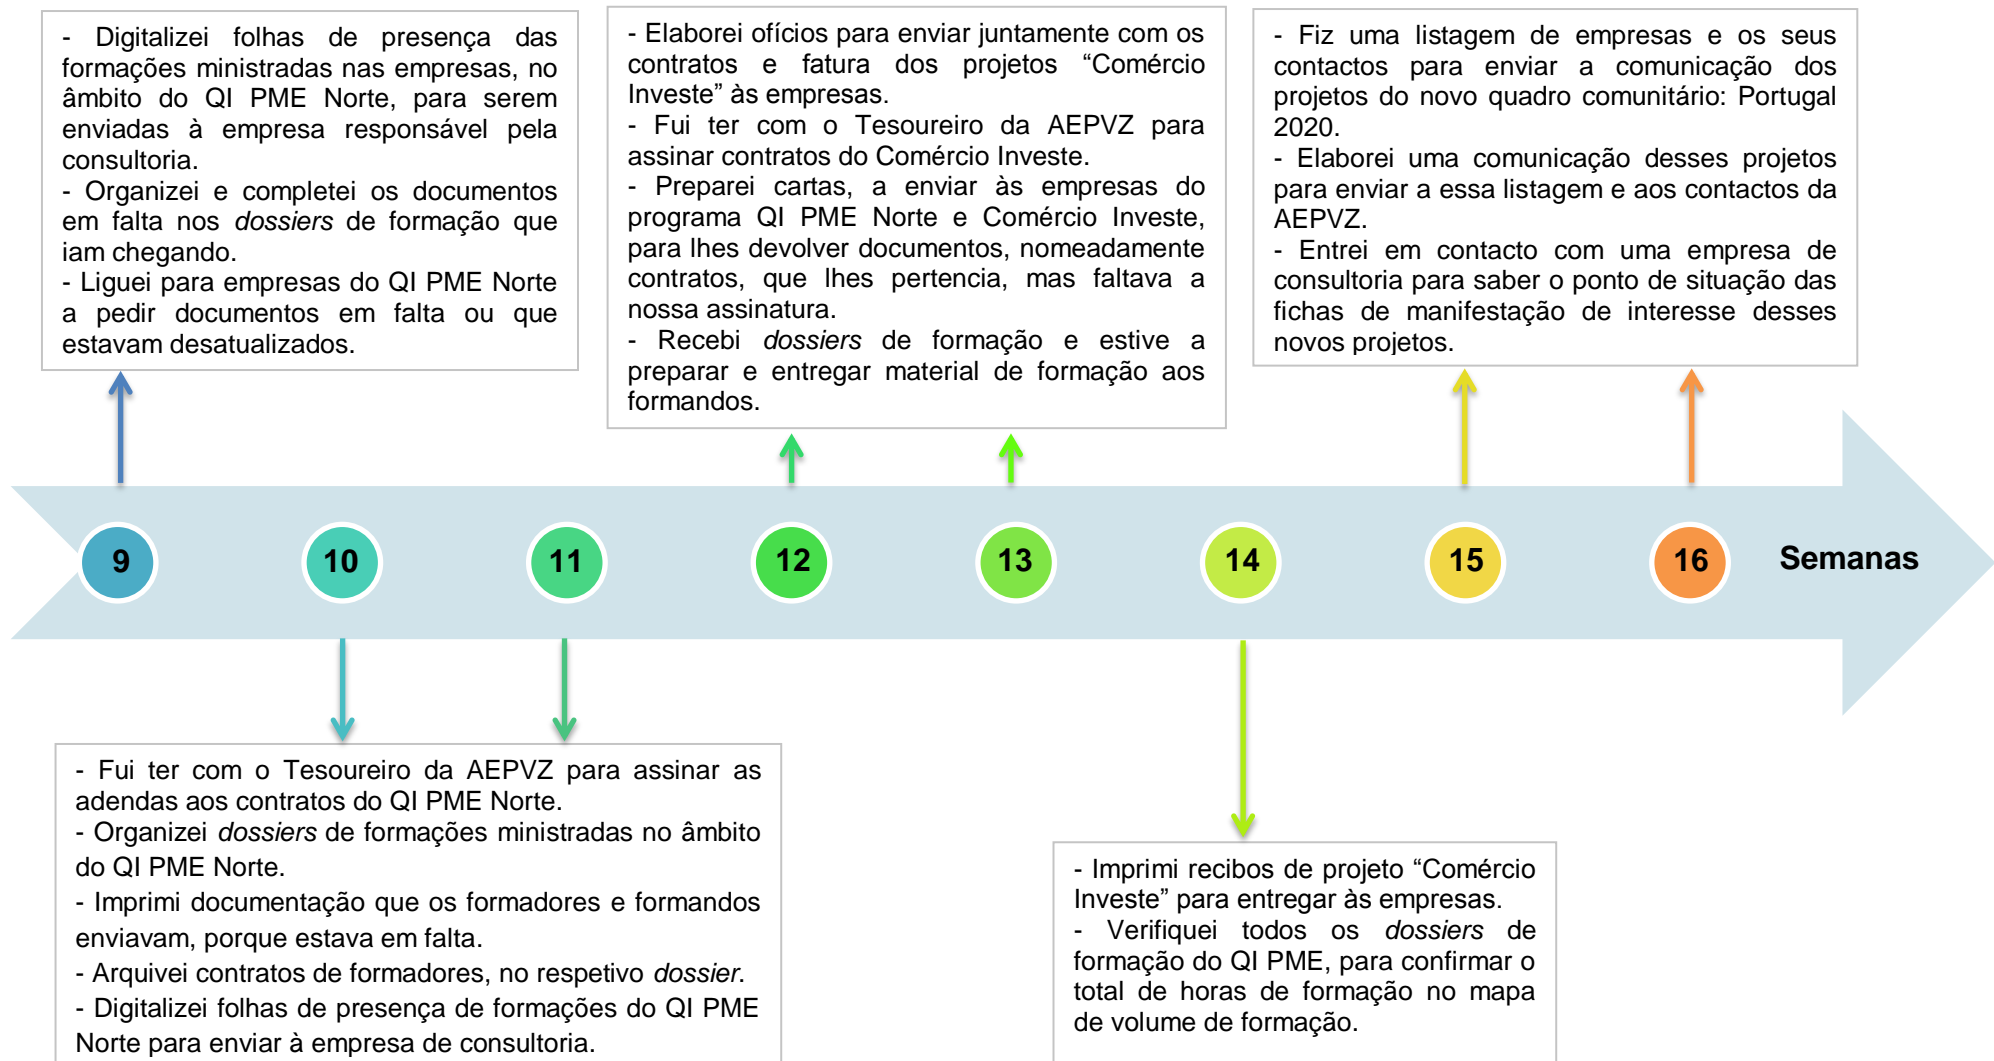 - Digitalizei folhas de presença das
formações ministradas nas empresas, no
âmbito do QI PME Norte, para serem
enviadas à empresa responsável pela
consultoria.
- Organizei e completei os documentos
em falta nos dossiers de formação que
iam chegando.
- Liguei para empresas do QI PME Norte
a pedir documentos em falta ou que
estavam desatualizados.
- Elaborei ofícios para enviar juntamente com os
contratos e fatura dos projetos “Comércio
Investe” às empresas.
- Fui ter com o Tesoureiro da AEPVZ para
assinar contratos do Comércio Investe.
- Preparei cartas, a enviar às empresas do
programa QI PME Norte e Comércio Investe,
para lhes devolver documentos, nomeadamente
contratos, que lhes pertencia, mas faltava a
nossa assinatura.
- Recebi dossiers de formação e estive a
preparar e entregar material de formação aos
formandos.
- Fiz uma listagem de empresas e os seus
contactos para enviar a comunicação dos
projetos do novo quadro comunitário: Portugal
2020.
- Elaborei uma comunicação desses projetos
para enviar a essa listagem e aos contactos da
AEPVZ.
- Entrei em contacto com uma empresa de
consultoria para saber o ponto de situação das
fichas de manifestação de interesse desses
novos projetos.
9 10 11 12 13 14 15 16 Semanas
- Fui ter com o Tesoureiro da AEPVZ para assinar as
adendas aos contratos do QI PME Norte.
- Organizei dossiers de formações ministradas no âmbito
do QI PME Norte.
- Imprimi documentação que os formadores e formandos
enviavam, porque estava em falta.
- Arquivei contratos de formadores, no respetivo dossier.
- Digitalizei folhas de presença de formações do QI PME
Norte para enviar à empresa de consultoria.
- Imprimi recibos de projeto “Comércio
Investe” para entregar às empresas.
- Verifiquei todos os dossiers de
formação do QI PME, para confirmar o
total de horas de formação no mapa
de volume de formação.